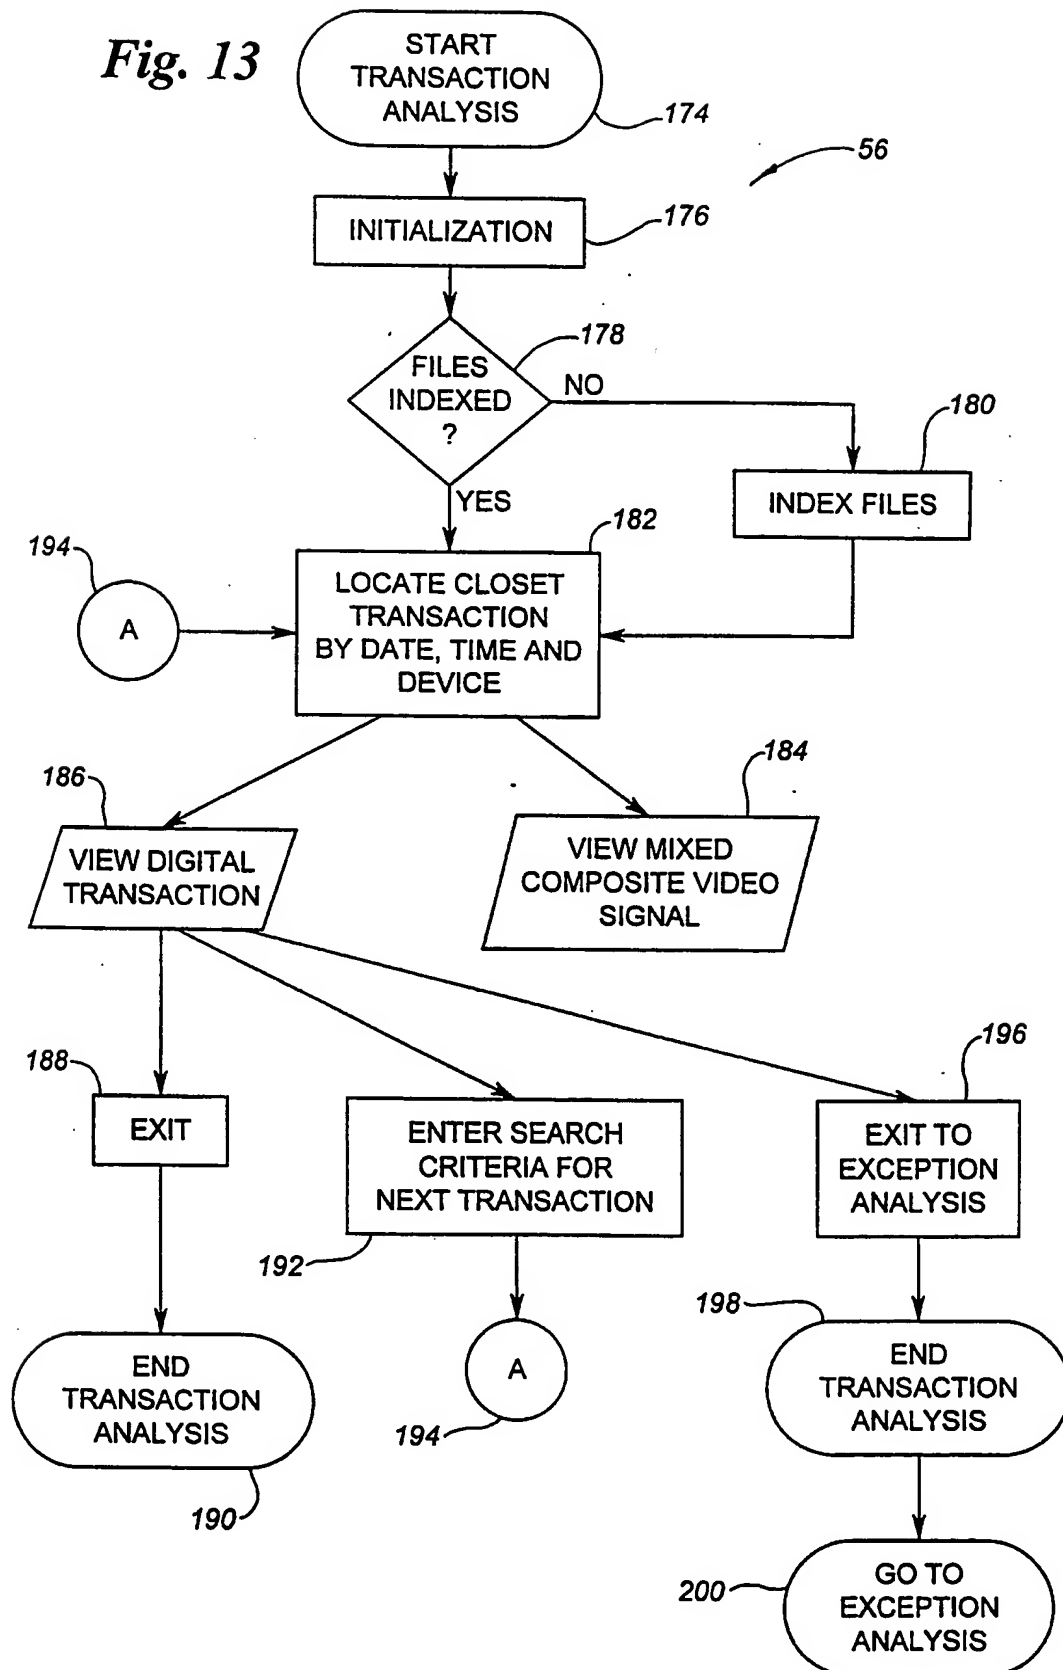 Fig. 13
START
TRANSACTION
ANALYSIS
174
56
INITIALIZATION
176
178
FILES
INDEXED
?
NO
180
INDEX FILES
YES
182
194
A
LOCATE CLOSET
TRANSACTION
BY DATE, TIME AND
DEVICE
186
184
VIEW DIGITAL
TRANSACTION
VIEW MIXED
COMPOSITE VIDEO
SIGNAL
188
EXIT
ENTER SEARCH
CRITERIA FOR
NEXT TRANSACTION
192
196
EXIT TO
EXCEPTION
ANALYSIS
END
TRANSACTION
ANALYSIS
190
A
194
198
END
TRANSACTION
ANALYSIS
200
GO TO
EXCEPTION
ANALYSIS